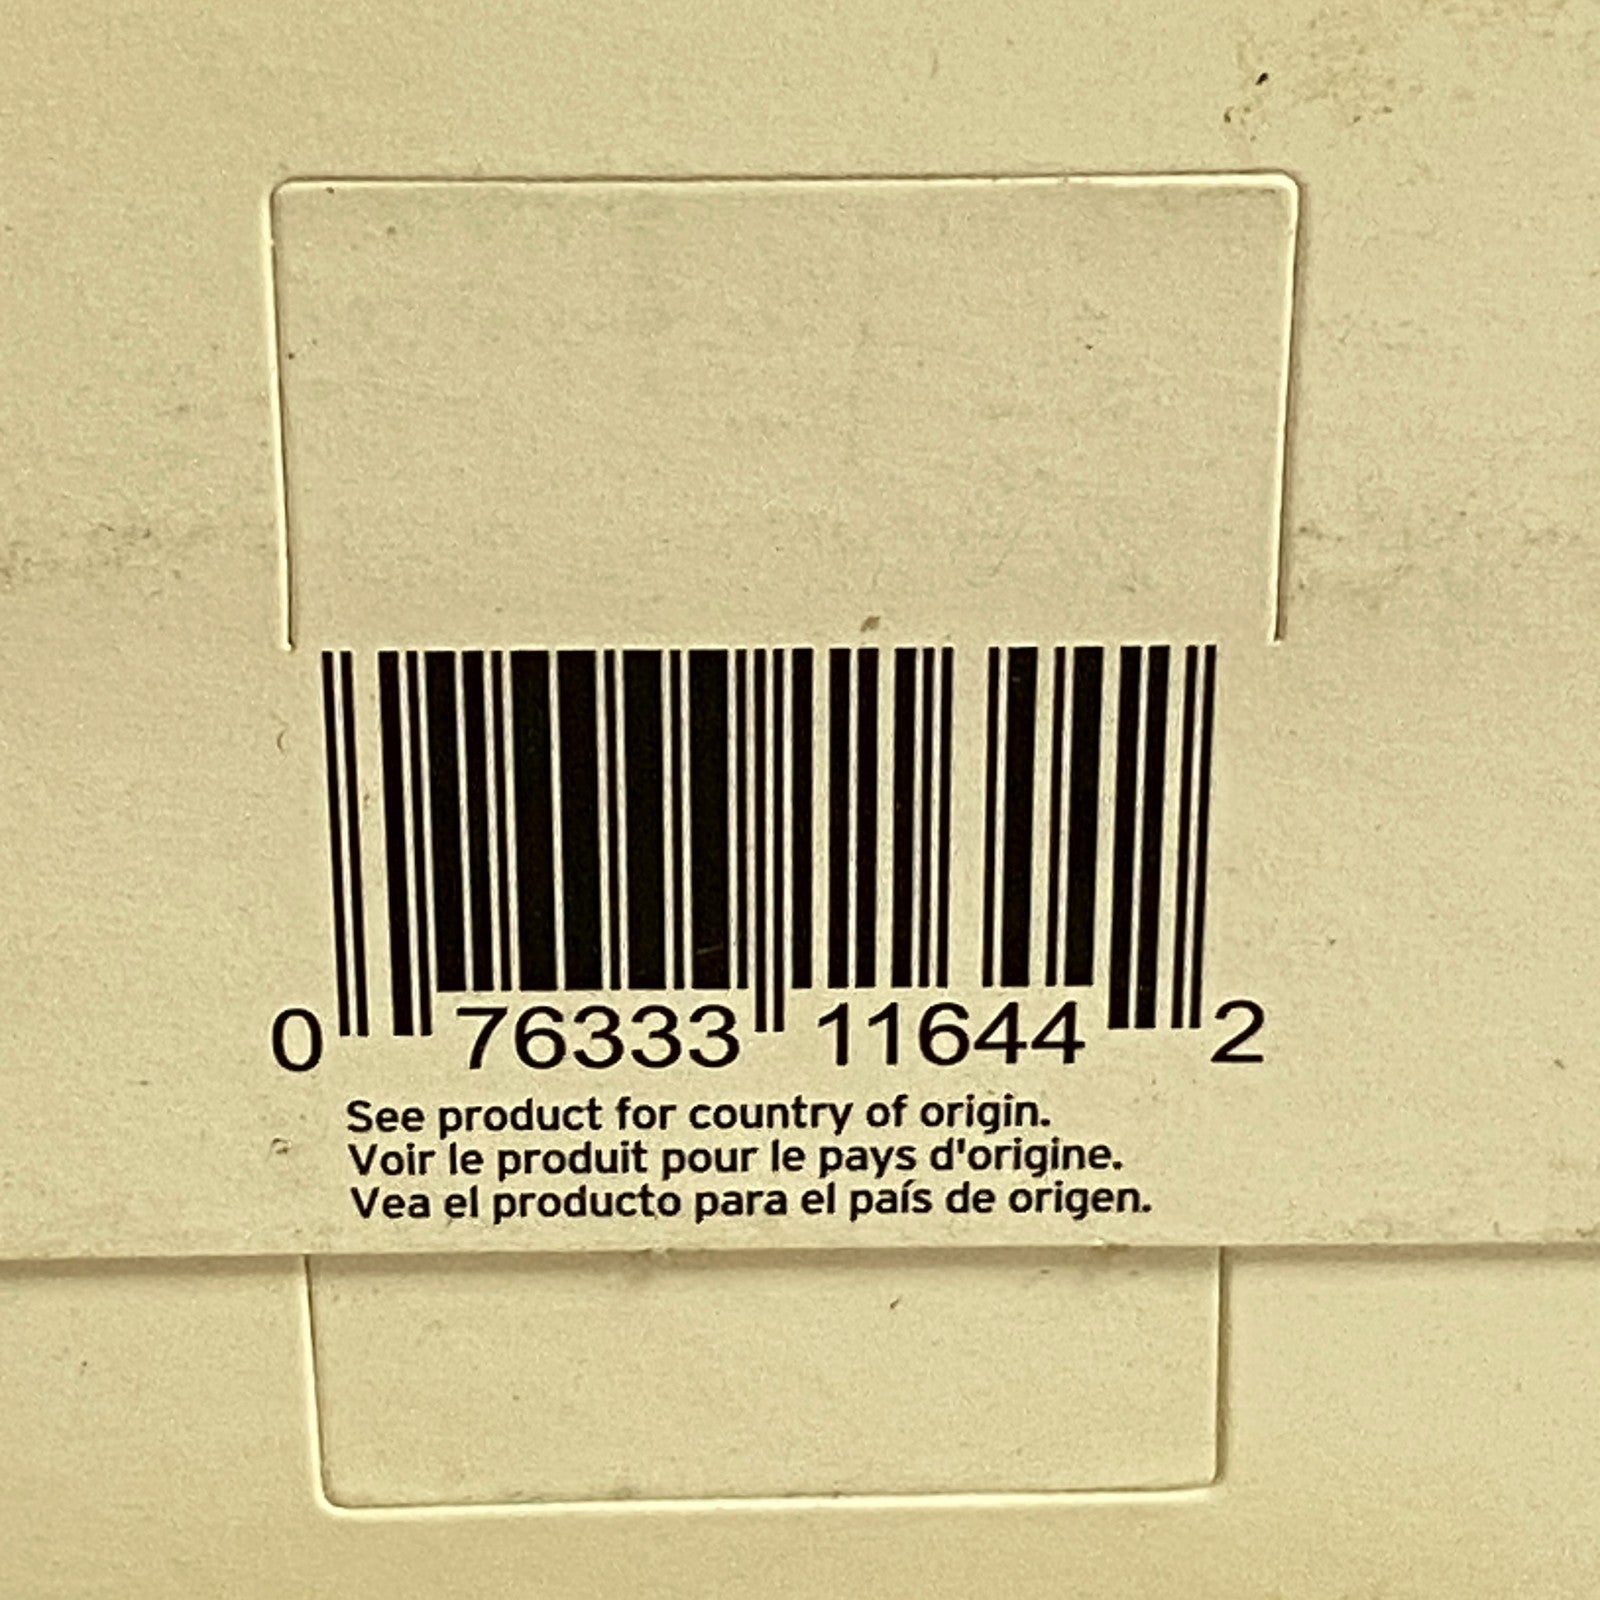 0 76333 11644 2
See product for country of origin.
Voir le produit pour le pays d'origine.
Vea el producto para el país de origen.